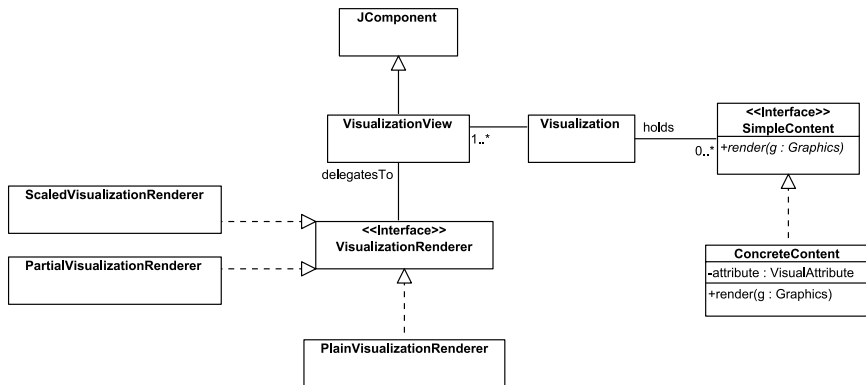 JComponent
VisualizationView
1..*
Visualization
holds
0..*
<<Interface>>
SimpleContent
+render(g : Graphics)
delegatesTo
ScaledVisualizationRenderer
<<Interface>>
VisualizationRenderer
PartialVisualizationRenderer
ConcreteContent
-attribute : VisualAttribute
+render(g : Graphics)
PlainVisualizationRenderer